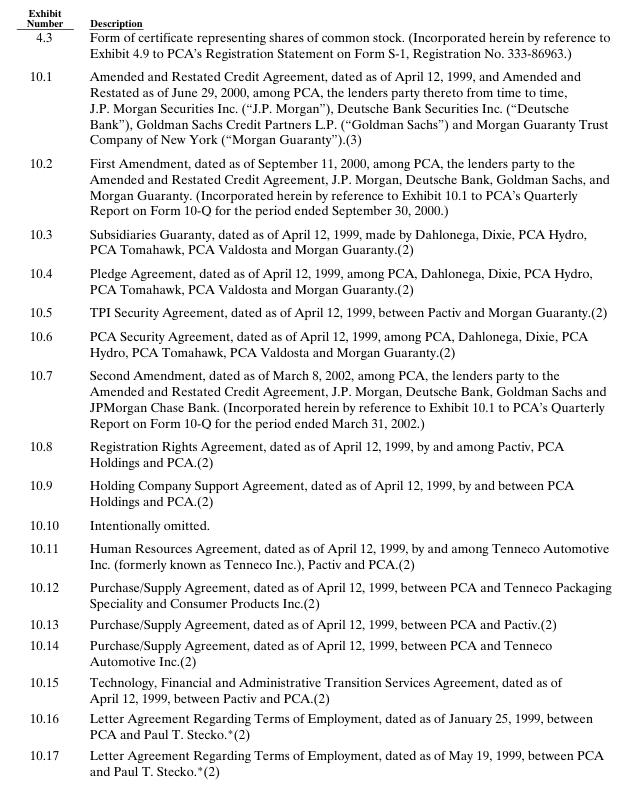 Exhibit
Number Description
4.3 Form of certificate representing shares of common stock. (Incorporated herein by reference to
Exhibit 4.9 to PCA's Registration Statement on Form S-1, Registration No. 333-86963.)
10.1 Amended and Restated Credit Agreement, dated as of April 12, 1999, and Amended and
Restated as of June 29, 2000, among PCA, the lenders party thereto from time to time,
J.P. Morgan Securities Inc. ("J.P. Morgan"), Deutsche Bank Securities Inc. ("Deutsche
Bank"), Goldman Sachs Credit Partners L.P. ("Goldman Sachs") and Morgan Guaranty Trust
Company of New York ("Morgan Guaranty").(3)
10.2 First Amendment, dated as of September 11, 2000, among PCA, the lenders party to the
Amended and Restated Credit Agreement, J.P. Morgan, Deutsche Bank, Goldman Sachs, and
Morgan Guaranty. (Incorporated herein by reference to Exhibit 10.1 to PCA's Quarterly
Report on Form 10-Q for the period ended September 30, 2000.)
10.3 Subsidiaries Guaranty, dated as of April 12, 1999, made by Dahlonega, Dixie, PCA Hydro,
PCA Tomahawk, PCA Valdosta and Morgan Guaranty.(2)
10.4 Pledge Agreement, dated as of April 12, 1999, among PCA, Dahlonega, Dixie, PCA Hydro,
PCA Tomahawk, PCA Valdosta and Morgan Guaranty.(2)
10.5 TPI Security Agreement, dated as of April 12, 1999, between Pactiv and Morgan Guaranty.(2)
10.6 PCA Security Agreement, dated as of April 12, 1999, among PCA, Dahlonega, Dixie, PCA
Hydro, PCA Tomahawk, PCA Valdosta and Morgan Guaranty.(2)
10.7 Second Amendment, dated as of March 8, 2002, among PCA, the lenders party to the
Amended and Restated Credit Agreement, J.P. Morgan, Deutsche Bank, Goldman Sachs and
JPMorgan Chase Bank. (Incorporated herein by reference to Exhibit 10.1 to PCA's Quarterly
Report on Form 10-Q for the period ended March 31, 2002.)
10.8 Registration Rights Agreement, dated as of April 12, 1999, by and among Pactiv, PCA
Holdings and PCA.(2)
10.9 Holding Company Support Agreement, dated as of April 12, 1999, by and between PCA
Holdings and PCA.(2)
10.10 Intentionally omitted.
10.11 Human Resources Agreement, dated as of April 12, 1999, by and among Tenneco Automotive
Inc. (formerly known as Tenneco Inc.), Pactiv and PCA.(2)
10.12 Purchase/Supply Agreement, dated as of April 12, 1999, between PCA and Tenneco Packaging
Speciality and Consumer Products Inc.(2)
10.13 Purchase/Supply Agreement, dated as of April 12, 1999, between PCA and Pactiv.(2)
10.14 Purchase/Supply Agreement, dated as of April 12, 1999, between PCA and Tenneco
Automotive Inc.(2)
10.15 Technology, Financial and Administrative Transition Services Agreement, dated as of
April 12, 1999, between Pactiv and PCA.(2)
10.16 Letter Agreement Regarding Terms of Employment, dated as of January 25, 1999, between
PCA and Paul T. Stecko.*(2)
10.17 Letter Agreement Regarding Terms of Employment, dated as of May 19, 1999, between PCA
and Paul T. Stecko.*(2)